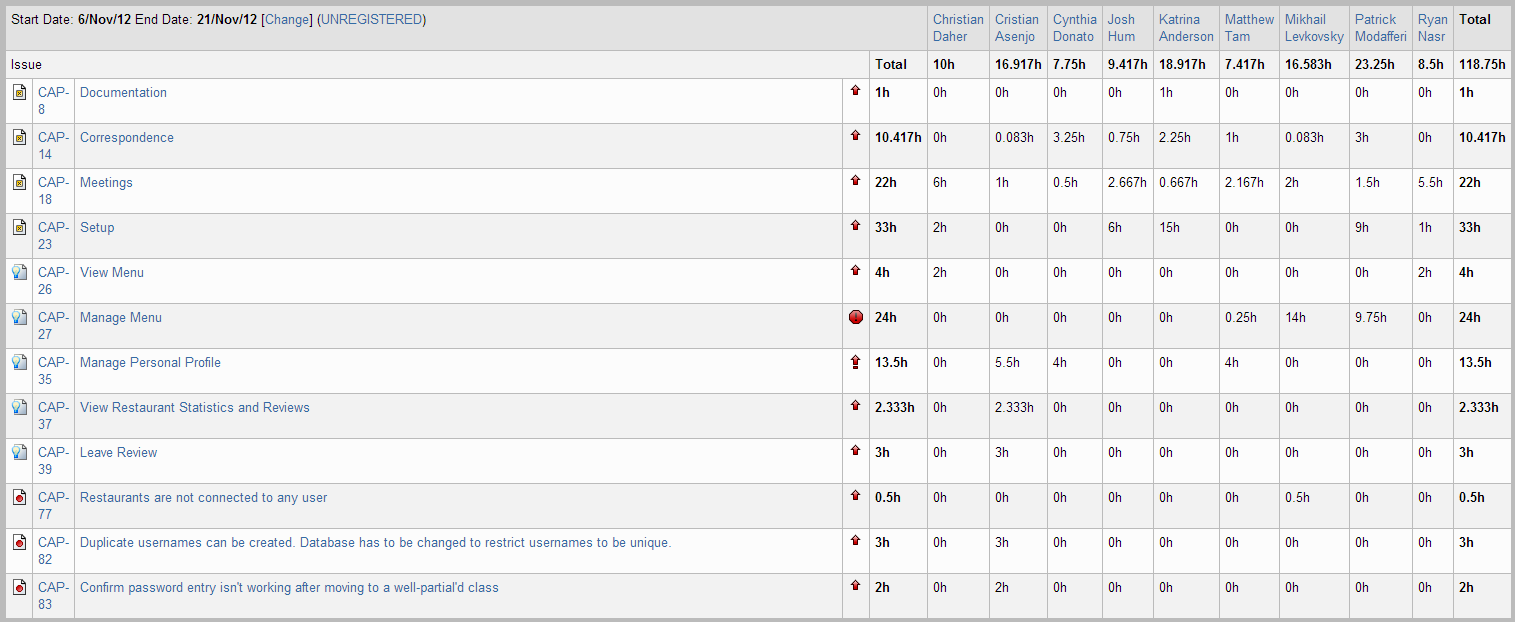 Start Date: 6/Nov/12 End Date: 21/Nov/12 [Change] (UNREGISTERED) Christian Daher Cristian Asenjo Cynthia Donato Josh Hum Katrina Anderson Matthew Tam Mikhail Levkovsky Patrick Modafferi Ryan Nasr Total
Issue Total 10h 16.917h 7.75h 9.417h 18.917h 7.417h 16.583h 23.25h 8.5h 118.75h
CAP-8 Documentation 1h 0h 0h 0h 0h 1h 0h 0h 0h 0h 1h
CAP-14 Correspondence 10.417h 0h 0.083h 3.25h 0.75h 2.25h 1h 0.083h 3h 0h 10.417h
CAP-18 Meetings 22h 6h 1h 0.5h 2.667h 0.667h 2.167h 2h 1.5h 5.5h 22h
CAP-23 Setup 33h 2h 0h 0h 6h 15h 0h 0h 9h 1h 33h
CAP-26 View Menu 4h 2h 0h 0h 0h 0h 0h 0h 0h 2h 4h
CAP-27 Manage Menu 24h 0h 0h 0h 0h 0h 0.25h 14h 9.75h 0h 24h
CAP-35 Manage Personal Profile 13.5h 0h 5.5h 4h 0h 0h 4h 0h 0h 0h 13.5h
CAP-37 View Restaurant Statistics and Reviews 2.333h 0h 2.333h 0h 0h 0h 0h 0h 0h 0h 2.333h
CAP-39 Leave Review 3h 0h 3h 0h 0h 0h 0h 0h 0h 0h 3h
CAP-77 Restaurants are not connected to any user 0.5h 0h 0h 0h 0h 0h 0h 0.5h 0h 0h 0.5h
CAP-82 Duplicate usernames can be created. Database has to be changed to restrict usernames to be unique. 3h 0h 3h 0h 0h 0h 0h 0h 0h 0h 3h
CAP-83 Confirm password entry isn't working after moving to a well-partial'd class 2h 0h 2h 0h 0h 0h 0h 0h 0h 0h 2h